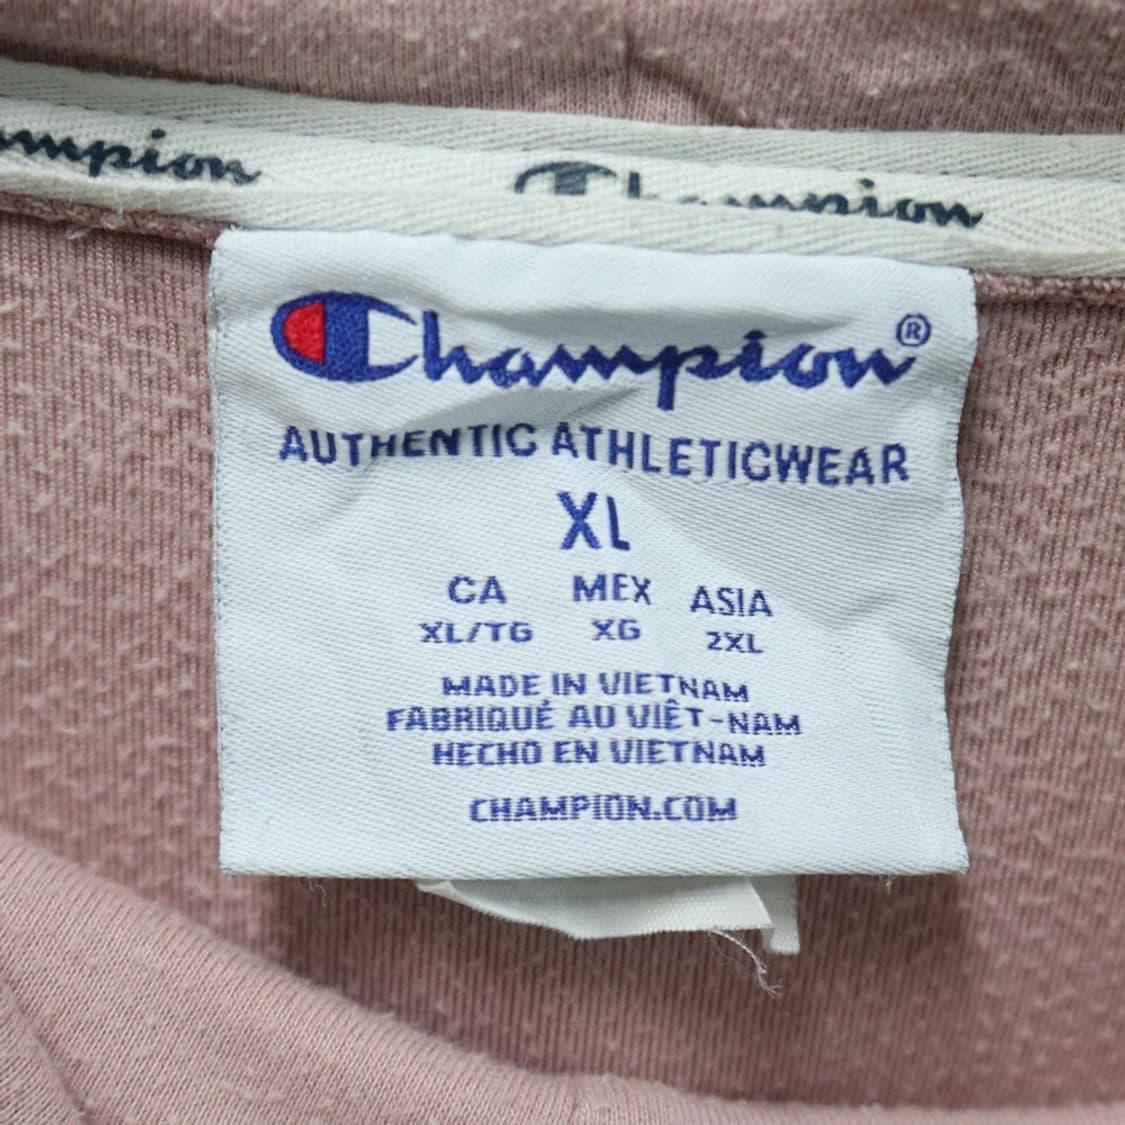 mpion Champion
Champion®
AUTHENTIC ATHLETICWEAR
XL
CA MEX ASIA
XL/TG XG 2XL
MADE IN VIETNAM
FABRIQUÉ AU VIÊT-NAM
HECHO EN VIETNAM
CHAMPION.COM